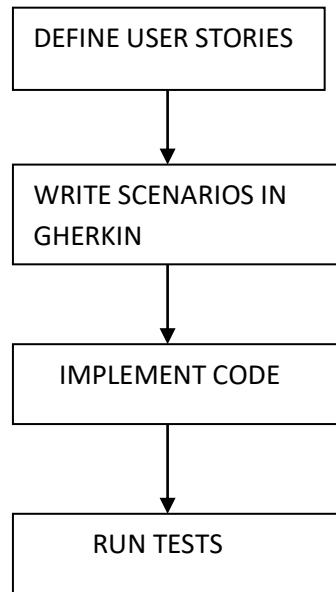 DEFINE USER STORIES
WRITE SCENARIOS IN
GHERKIN
IMPLEMENT CODE
RUN TESTS